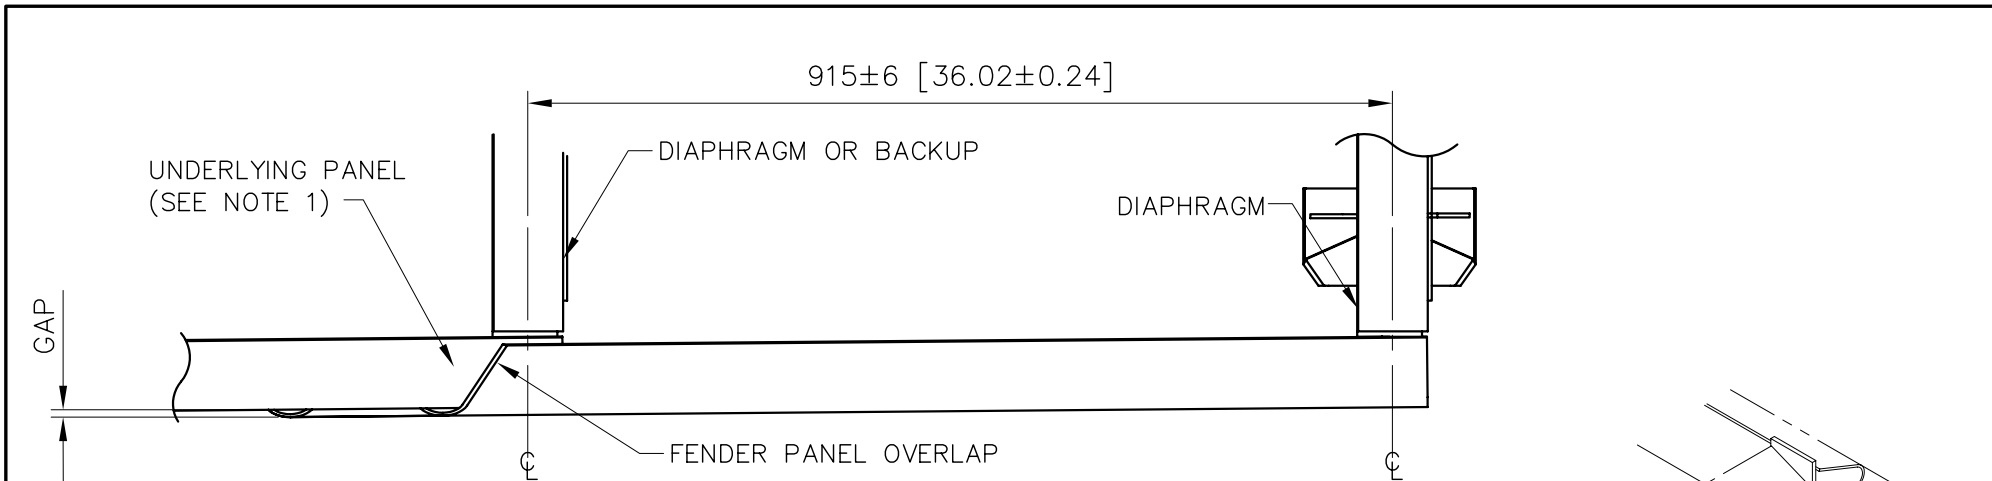 915±6 [36.02±0.24]
DIAPHRAGM OR BACKUP
UNDERLYING PANEL
(SEE NOTE 1)
DIAPHRAGM
GAP
FENDER PANEL OVERLAP
℄
℄